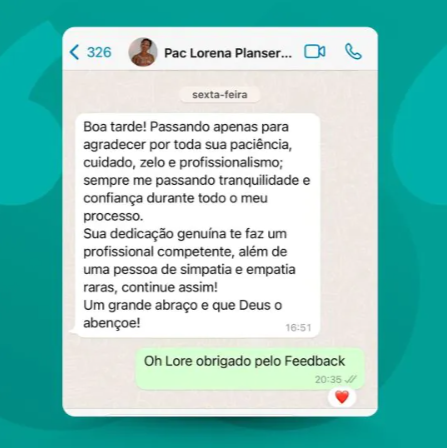 326 Pac Lorena Planser...
sexta-feira
Boa tarde! Passando apenas para
agradecer por toda sua paciência,
cuidado, zelo e profissionalismo;
sempre me passando tranquilidade e
confiança durante todo o meu
processo.
Sua dedicação genuína te faz um
profissional competente, além de
uma pessoa de simpatia e empatia
raras, continue assim!
Um grande abraço e que Deus o
abençoe!
16:51
Oh Lore obrigado pelo Feedback
20:35